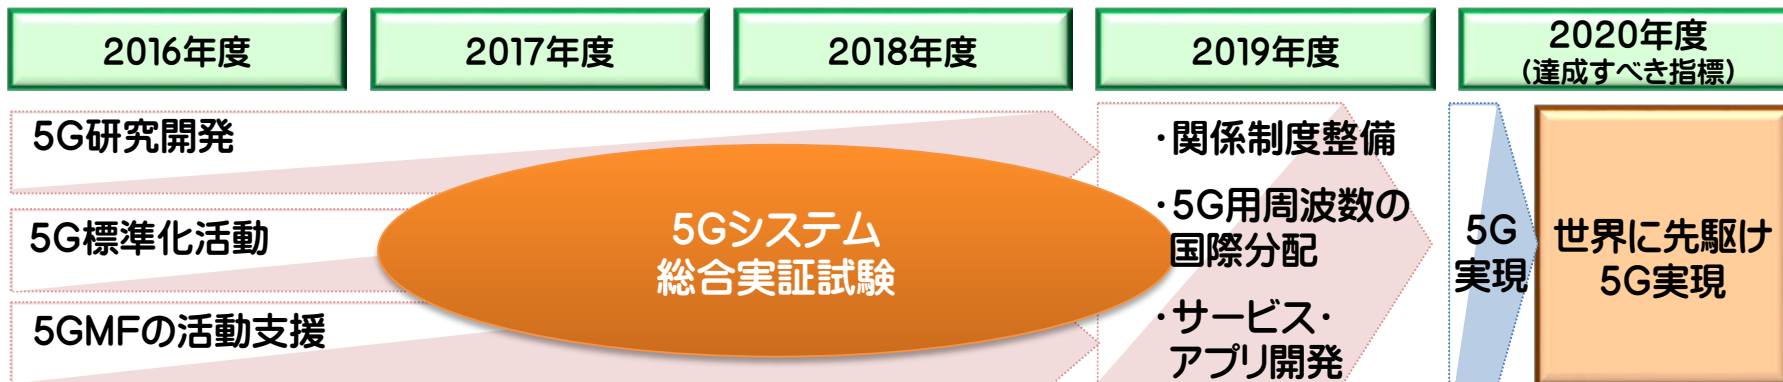 2016年度
2017年度
2018年度
2019年度
2020年度
(達成すべき指標)
5G研究開発
5G標準化活動
5GMFの活動支援
5Gシステム
総合実証試験
・関係制度整備
・5G用周波数の
国際分配
・サービス・
アプリ開発
5G
実現
世界に先駆け
5G実現